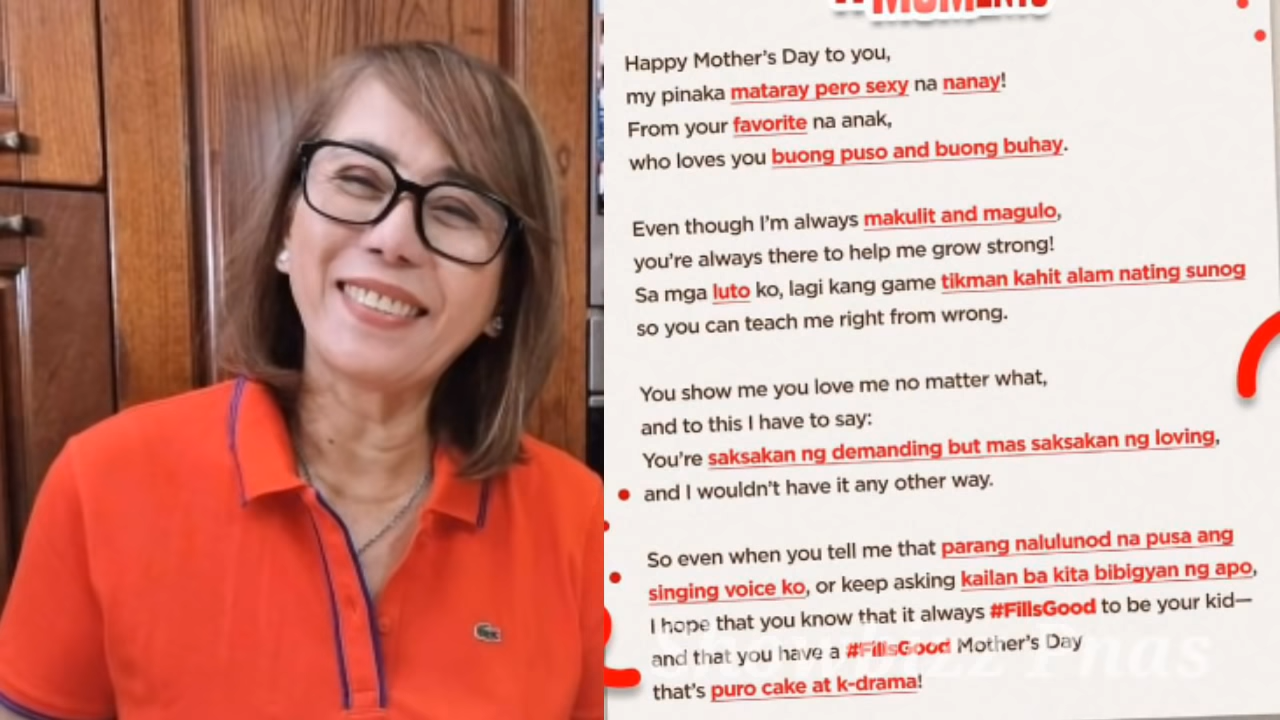 MOMENTS
Happy Mother's Day to you,
my pinaka mataray pero sexy na nanay!
From your favorite na anak,
who loves you buong puso and buong buhay.
Even though I'm always makulit and magulo,
you're always there to help me grow strong!
Sa mga luto ko, lagi kang game tikman kahit alam nating sunog
so you can teach me right from wrong.
You show me you love me no matter what,
and to this I have to say:
You're saksakan ng demanding but mas saksakan ng loving,
and I wouldn't have it any other way.
So even when you tell me that parang nalulunod na pusa ang
singing voice ko, or keep asking kailan ba kita bibigyan ng apo,
I hope that you know that it always #FillsGood to be your kid—
and that you have a #FillsGood Mother's Day
that's puro cake at k-drama!